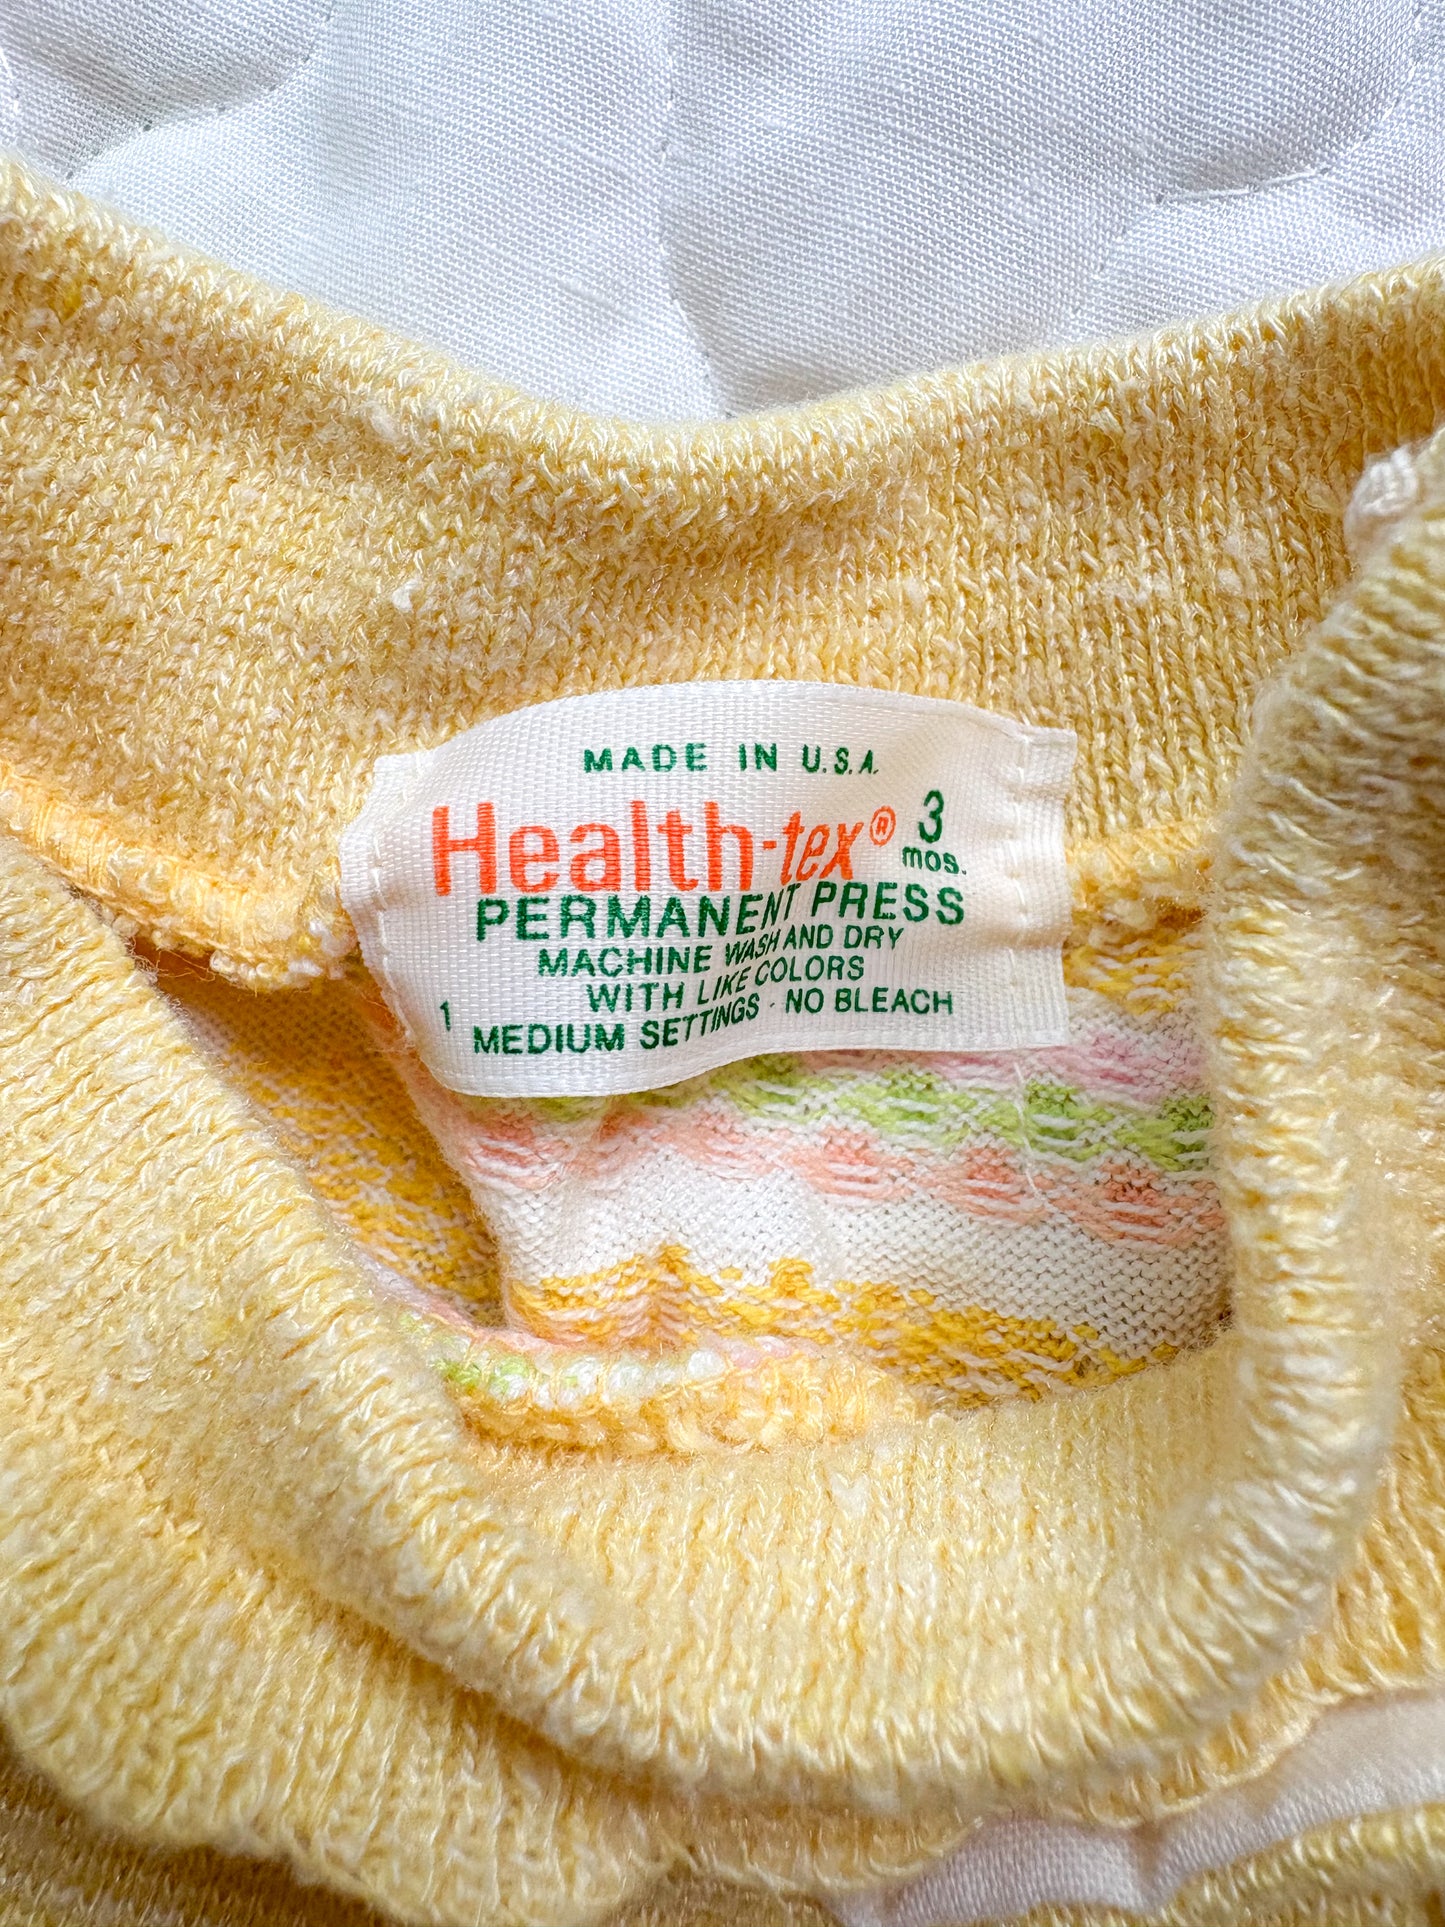 MADE IN U.S.A.
Health-tex® 3 mos.
PERMANENT PRESS
MACHINE WASH AND DRY
WITH LIKE COLORS
1 MEDIUM SETTINGS · NO BLEACH